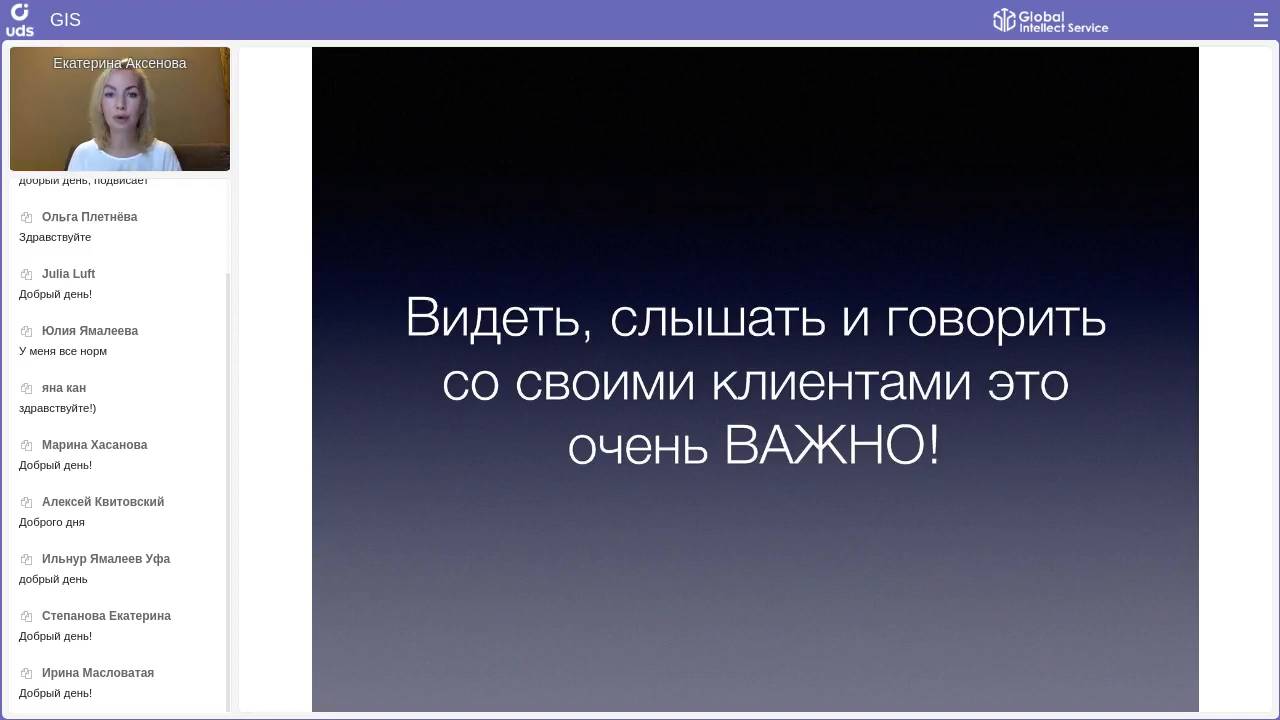 uds
GIS
Global
Intellect Service
Екатерина Аксенова
добрый день, подвисает
Ольга Плетнёва
Здравствуйте
Julia Luft
Добрый день!
Юлия Ямалеева
У меня все норм
яна кан
здравствуйте!)
Марина Хасанова
Добрый день!
Алексей Квитовский
Доброго дня
Ильнур Ямалеев Уфа
добрый день
Степанова Екатерина
Добрый день!
Ирина Масловатая
Добрый день!
Видеть, слышать и говорить
со своими клиентами это
очень ВАЖНО!